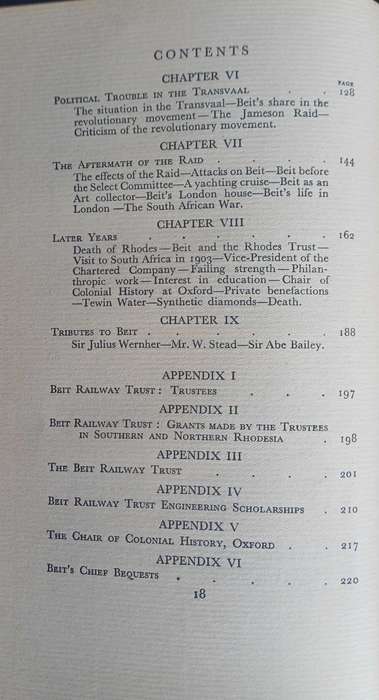 CONTENTS
CHAPTER VI
PAGE
Political Trouble in the Transvaal . . 128
The situation in the Transvaal—Beit's share in the
revolutionary movement—The Jameson Raid—
Criticism of the revolutionary movement.
CHAPTER VII
The Aftermath of the Raid . . . . 144
The effects of the Raid—Attacks on Beit—Beit before
the Select Committee—A yachting cruise—Beit as an
Art collector—Beit's London house—Beit's life in
London—The South African War.
CHAPTER VIII
Later Years . . . . . . 162
Death of Rhodes—Beit and the Rhodes Trust—
Visit to South Africa in 1903—Vice-President of the
Chartered Company—Failing strength—Philan-
thropic work—Interest in education—Chair of
Colonial History at Oxford—Private benefactions
—Tewin Water—Synthetic diamonds—Death.
CHAPTER IX
Tributes to Beit . . . . . 188
Sir Julius Wernher—Mr. W. Stead—Sir Abe Bailey.
APPENDIX I
Beit Railway Trust: Trustees . . . 197
APPENDIX II
Beit Railway Trust: Grants made by the Trustees
in Southern and Northern Rhodesia . 198
APPENDIX III
The Beit Railway Trust . . . . 201
APPENDIX IV
Beit Railway Trust Engineering Scholarships . 210
APPENDIX V
The Chair of Colonial History, Oxford . . 217
APPENDIX VI
Beit's Chief Bequests . . . . . 220
18